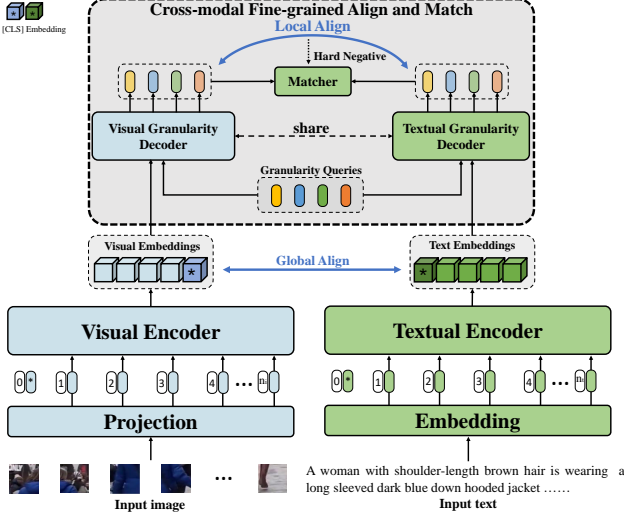 Cross-modal Fine-grained Align and Match
* *
[CLS] Embedding
Local Align
Hard Negative
Matcher
Visual Granularity
Decoder
share
Textual Granularity
Decoder
Granularity Queries
Visual Embeddings
*
Global Align
Text Embeddings
*
Visual Encoder
Textual Encoder
0 * 1 2 3 4 ...
0 * 1 2 3 4 ...
Projection
Embedding
...
Input image
A woman with shoulder-length brown hair is wearing a
long sleeved dark blue down hooded jacket ……
Input text